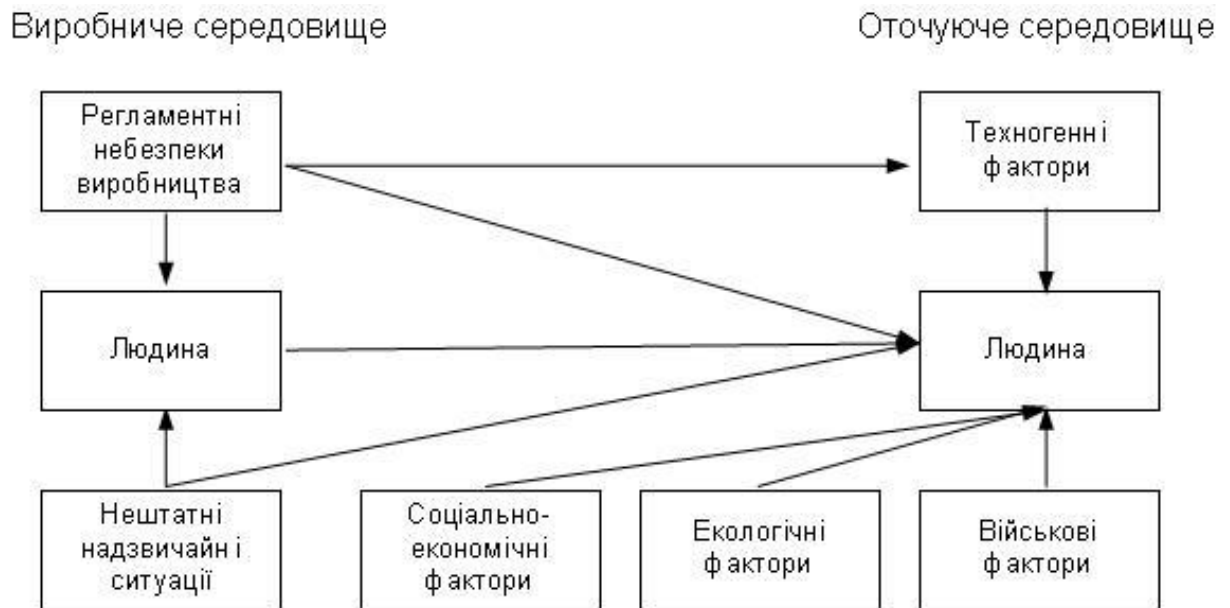 Виробниче середовище
Оточуюче середовище
Регламентні
небезпеки
виробництва
Техногенні
фактори
Людина
Людина
Нештатні
надзвичайні
ситуації
Соціально-
економічні
фактори
Екологічні
фактори
Військові
фактори